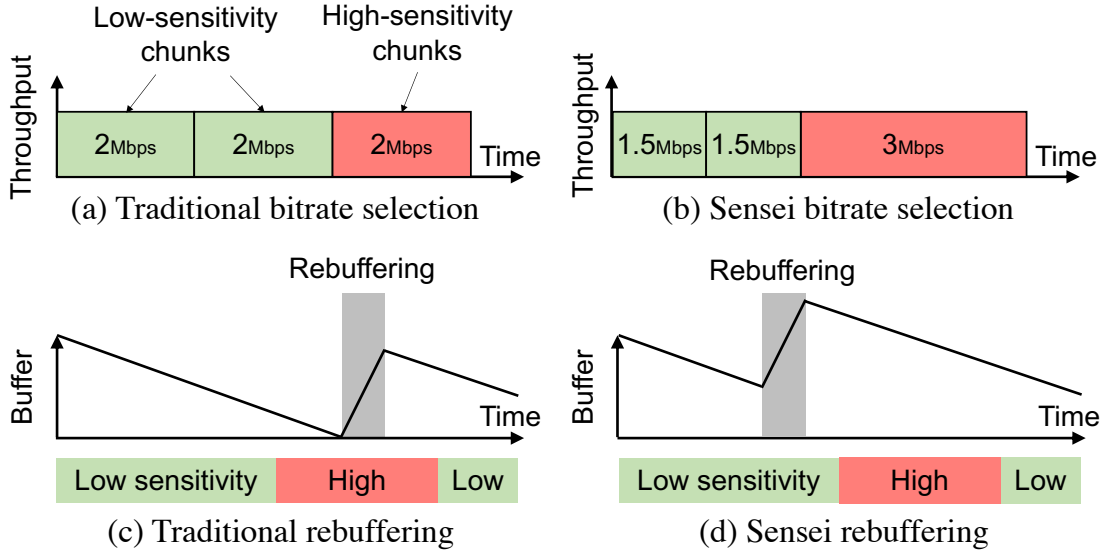 Low-sensitivity
chunks
High-sensitivity
chunks
Throughput
2Mbps
2Mbps
2Mbps
Time
(a) Traditional bitrate selection
Throughput
1.5Mbps
1.5Mbps
3Mbps
Time
(b) Sensei bitrate selection
Rebuffering
Buffer
Time
Low sensitivity
High
Low
(c) Traditional rebuffering
Rebuffering
Buffer
Time
Low sensitivity
High
Low
(d) Sensei rebuffering